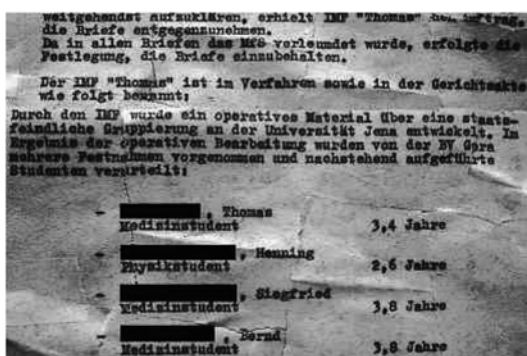 weitgehendst aufzuklären, erhielt IMF "Thomas" den Auftrag,
die Briefe entgegenzunehmen.
Da in allen Briefen das MfS verleumdet wurde, erfolgte die
Festlegung, die Briefe einzubehalten.
Der IMF "Thomas" ist im Verfahren sowie in der Gerichtsakte
wie folgt bekannt:
Durch den IMF wurde ein operatives Material über eine staats-
feindliche Gruppierung an der Universität Jena entwickelt. Im
Ergebnis der operativen Bearbeitung wurden von der BV Gera
mehrere Festnahmen vorgenommen und nachstehend aufgeführte
Studenten verurteilt:
- , Thomas
Medizinstudent 3,4 Jahre
- , Henning
Physikstudent 2,6 Jahre
- , Siegfried
Medizinstudent 3,8 Jahre
- , Bernd
Medizinstudent 3,8 Jahre